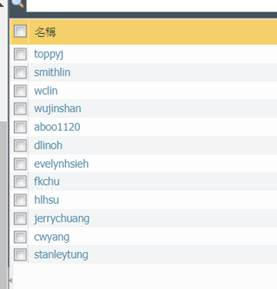 名稱
toppyj
smithlin
wclin
wujinshan
aboo1120
dlinoh
evelynhsieh
fkchu
hlhsu
jerrychuang
cwyang
stanleytung